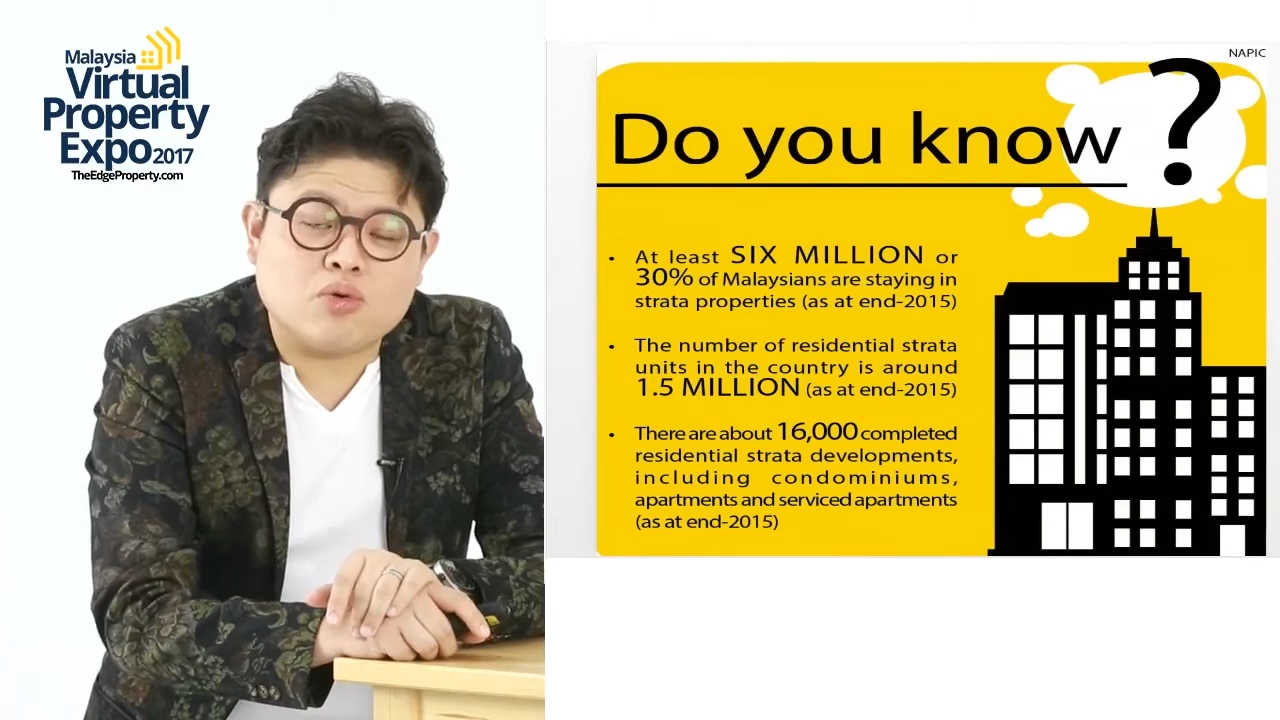 Malaysia
Virtual
Property
Expo 2017
TheEdgeProperty.com
NAPIC
Do you know ?
• At least SIX MILLION or
30% of Malaysians are staying in
strata properties (as at end-2015)
• The number of residential strata
units in the country is around
1.5 MILLION (as at end-2015)
• There are about 16,000 completed
residential strata developments,
including condominiums,
apartments and serviced apartments
(as at end-2015)